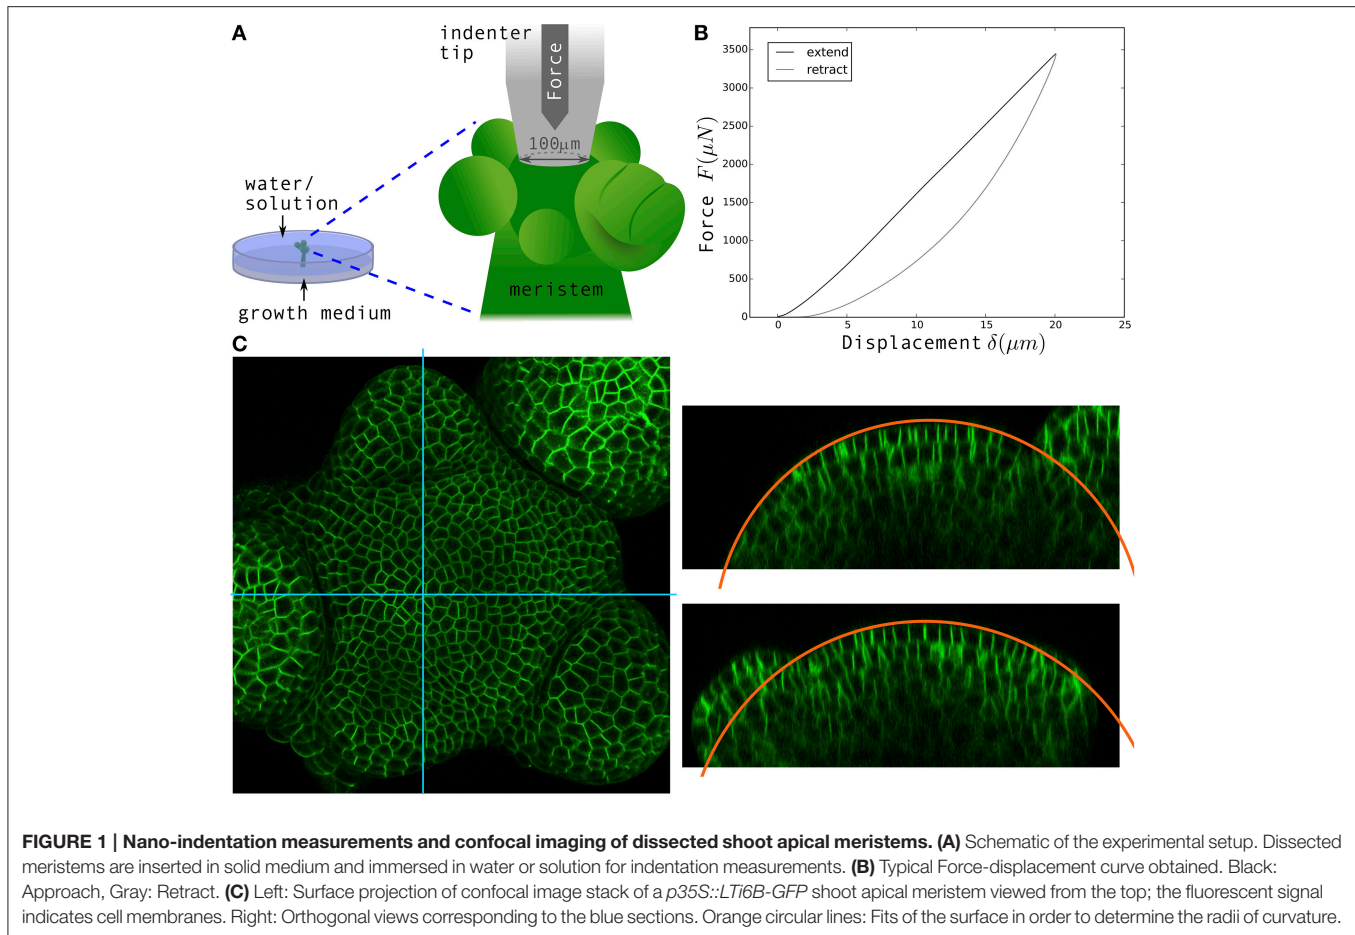 A
indenter
tip
Force
100μm
water/
solution
growth medium
meristem
B
extend
retract
3500
3000
2500
2000
1500
1000
500
0
0 5 10 15 20 25
Force F(μN)
Displacement δ(μm)
C
FIGURE 1 | Nano-indentation measurements and confocal imaging of dissected shoot apical meristems. (A) Schematic of the experimental setup. Dissected
meristems are inserted in solid medium and immersed in water or solution for indentation measurements. (B) Typical Force-displacement curve obtained. Black:
Approach, Gray: Retract. (C) Left: Surface projection of confocal image stack of a p35S::LTi6B-GFP shoot apical meristem viewed from the top; the fluorescent signal
indicates cell membranes. Right: Orthogonal views corresponding to the blue sections. Orange circular lines: Fits of the surface in order to determine the radii of curvature.